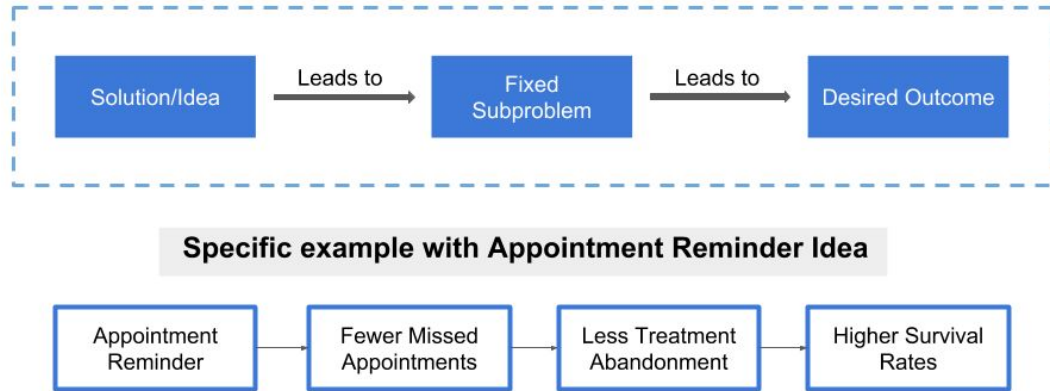 Leads to
Leads to
Solution/Idea
Fixed
Subproblem
Desired Outcome
Specific example with Appointment Reminder Idea
Appointment
Reminder
Fewer Missed
Appointments
Less Treatment
Abandonment
Higher Survival
Rates